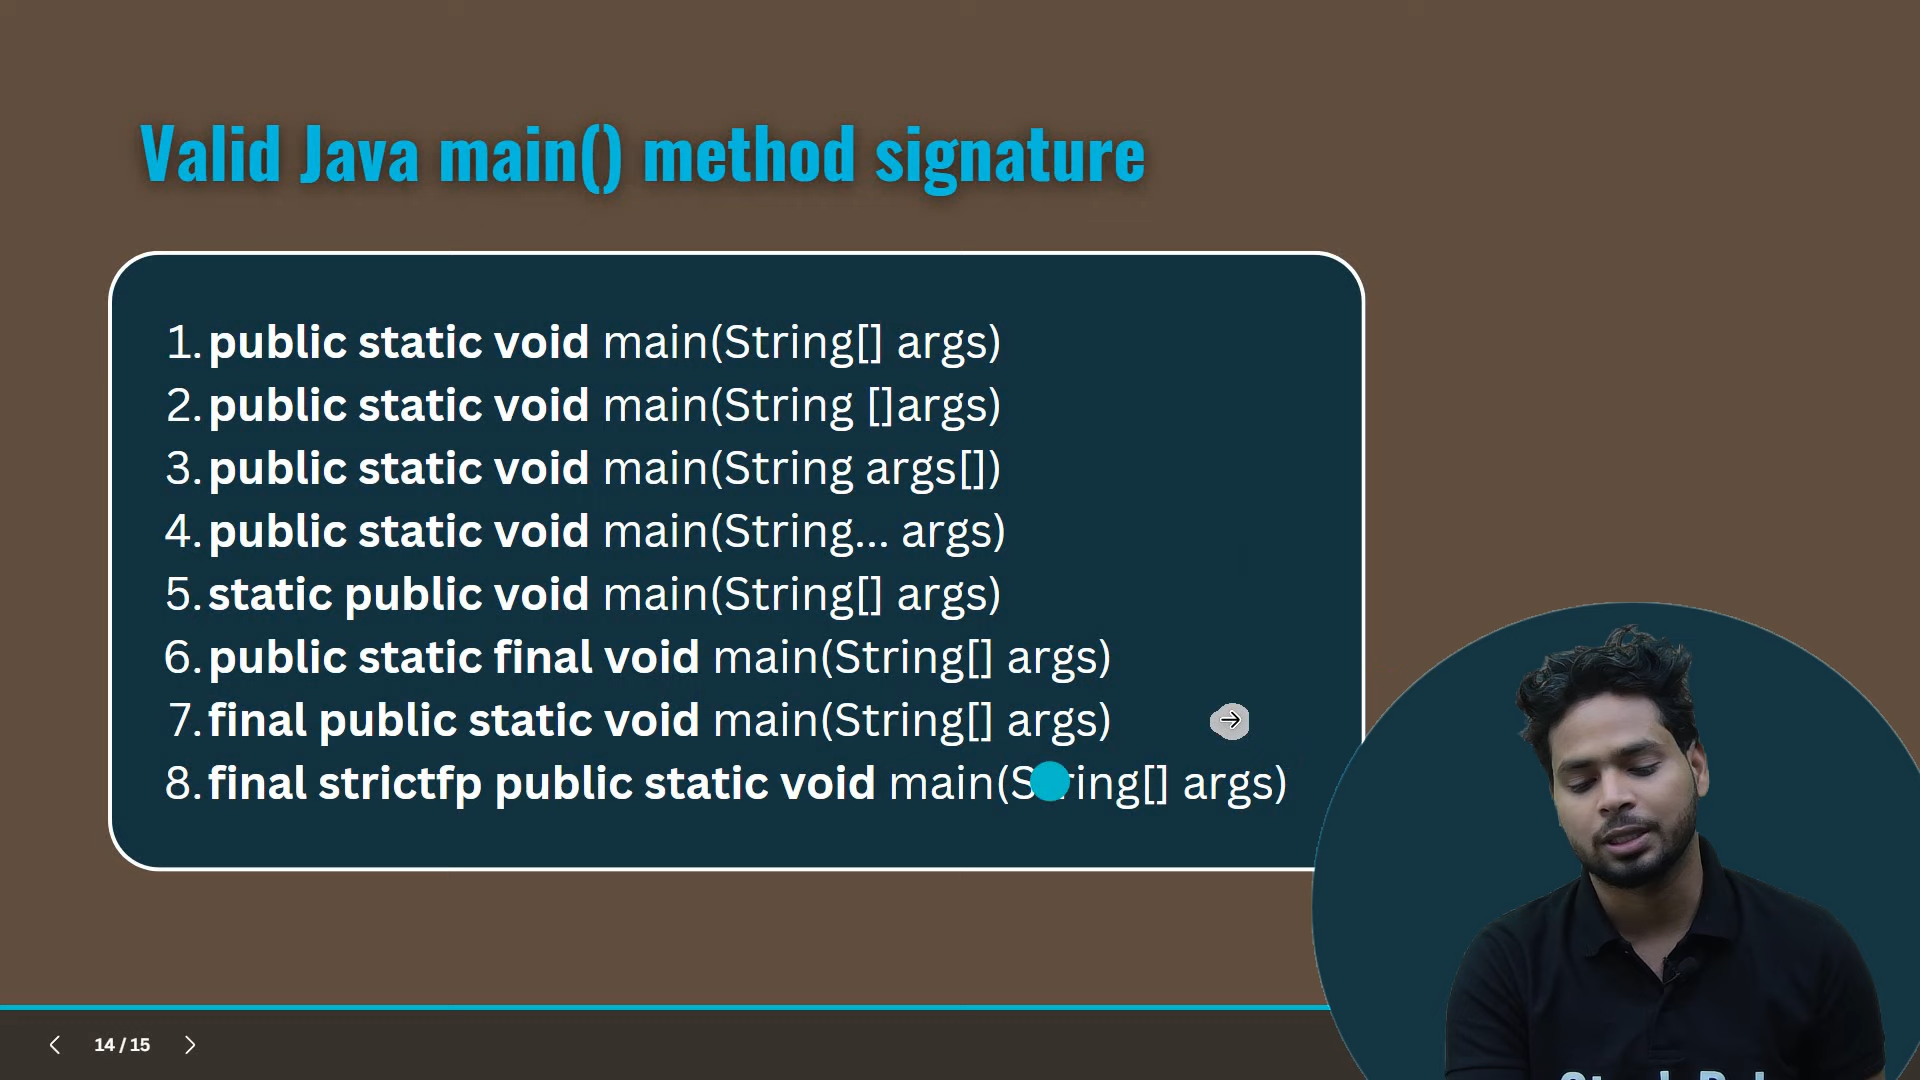 Valid Java main() method signature
1. public static void main(String[] args)
2. public static void main(String []args)
3. public static void main(String args[])
4. public static void main(String... args)
5. static public void main(String[] args)
6. public static final void main(String[] args)
7. final public static void main(String[] args)
8. final strictfp public static void main(String[] args)
14 / 15